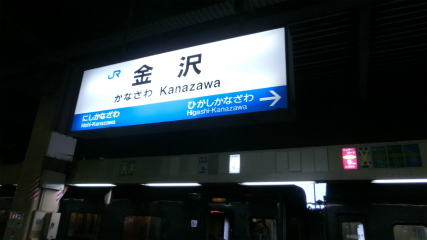 JR
金沢
かなざわ Kanazawa
にしかなざわ
Nishi-Kanazawa
ひがしかなざわ
Higashi-Kanazawa